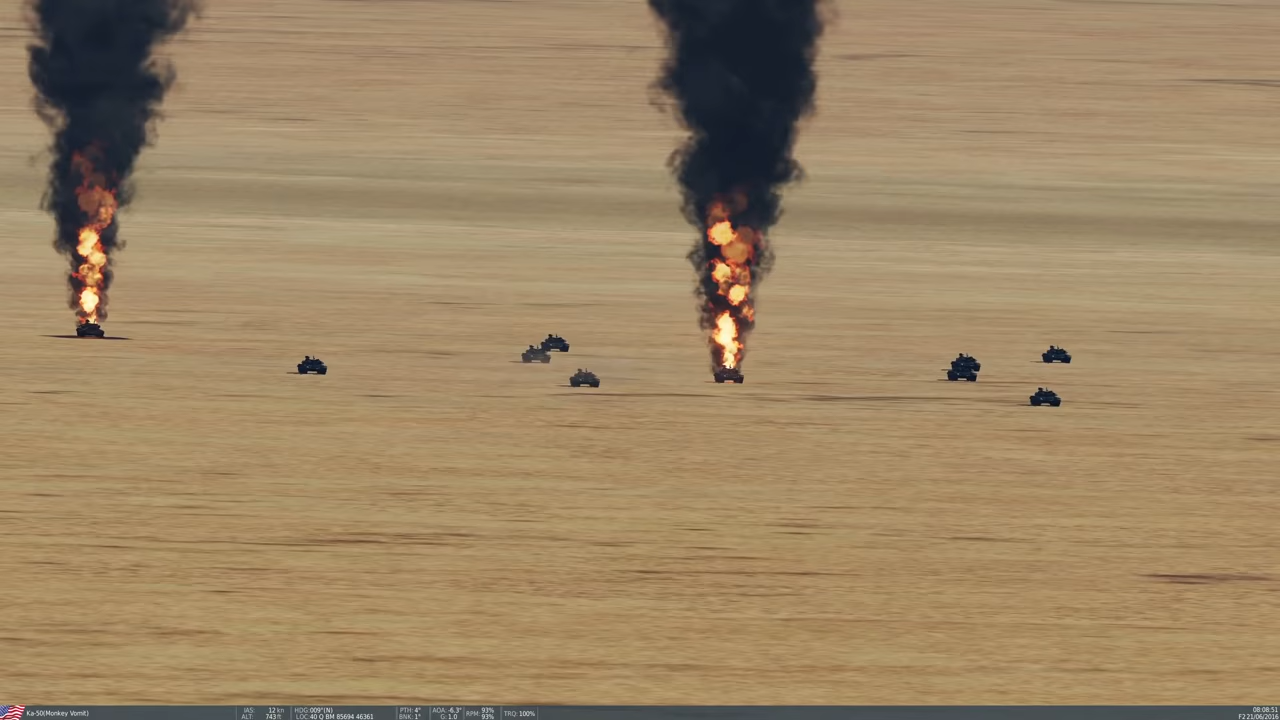 Ka-50(Monkey Vomit)
IAS: 12 kn
ALT: 743 ft
HDG: 009°(N)
LOC: 40 Q BM 85694 46361
PTH: 4°
BNK: 1°
AOA: -6.3°
G: 1.0
RPM: 93%
93%
TRQ: 100%
08:08:51
F2 21/06/2016